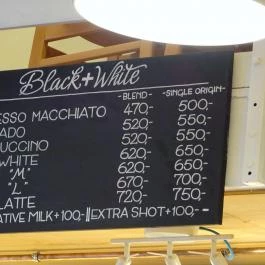 Black+White
-BLEND- -SINGLE ORIGIN-
ESSO MACCHIATO 470- 500-
ADO 520- 550-
UCCINO 520- 550-
WHITE 620- 650-
"M" 620- 650-
"L" 670- 700-
LATTE 720- 750-
ATIVE MILK+100-||EXTRA SHOT+100-